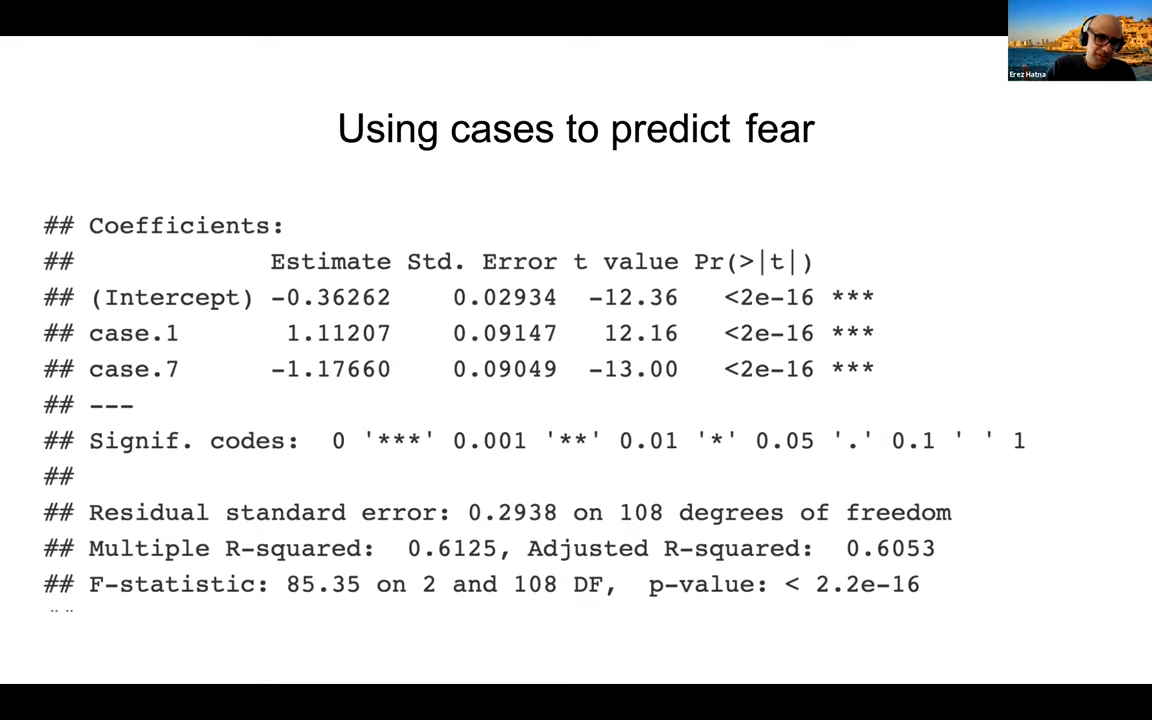 Erez Hatna
Using cases to predict fear
## Coefficients:
## Estimate Std. Error t value Pr(>|t|)
## (Intercept) -0.36262 0.02934 -12.36 <2e-16 ***
## case.1 1.11207 0.09147 12.16 <2e-16 ***
## case.7 -1.17660 0.09049 -13.00 <2e-16 ***
## ---
## Signif. codes: 0 '***' 0.001 '**' 0.01 '*' 0.05 '.' 0.1 ' ' 1
##
## Residual standard error: 0.2938 on 108 degrees of freedom
## Multiple R-squared: 0.6125, Adjusted R-squared: 0.6053
## F-statistic: 85.35 on 2 and 108 DF, p-value: < 2.2e-16